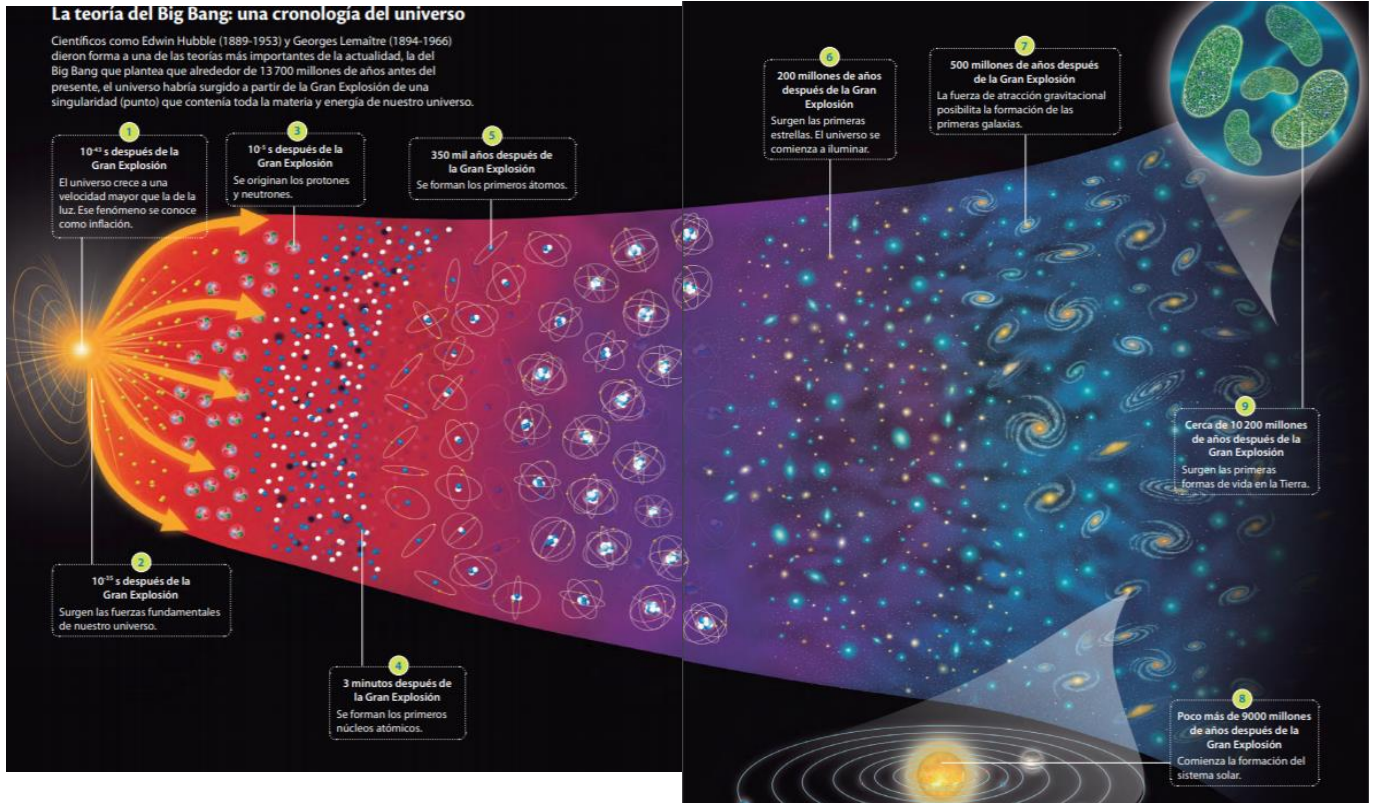 La teoría del Big Bang: una cronología del universo
Científicos como Edwin Hubble (1889-1953) y Georges Lemaître (1894-1966)
dieron forma a una de las teorías más importantes de la actualidad, la del
Big Bang que plantea que alrededor de 13 700 millones de años antes del
presente, el universo habría surgido a partir de la Gran Explosión de una
singularidad (punto) que contenía toda la materia y energía de nuestro universo.
1
10⁻⁴³ s después de la
Gran Explosión
El universo crece a una
velocidad mayor que la de la
luz. Ese fenómeno se conoce
como inflación.
2
10⁻³⁵ s después de la
Gran Explosión
Surgen las fuerzas fundamentales
de nuestro universo.
3
10⁻⁵ s después de la
Gran Explosión
Se originan los protones
y neutrones.
4
3 minutos después de
la Gran Explosión
Se forman los primeros
núcleos atómicos.
5
350 mil años después de
la Gran Explosión
Se forman los primeros átomos.
6
200 millones de años
después de la Gran
Explosión
Surgen las primeras
estrellas. El universo se
comienza a iluminar.
7
500 millones de años después
de la Gran Explosión
La fuerza de atracción gravitacional
posibilita la formación de las
primeras galaxias.
8
Poco más de 9000 millones
de años después de la
Gran Explosión
Comienza la formación del
sistema solar.
9
Cerca de 10 200 millones
de años después de la
Gran Explosión
Surgen las primeras
formas de vida en la Tierra.